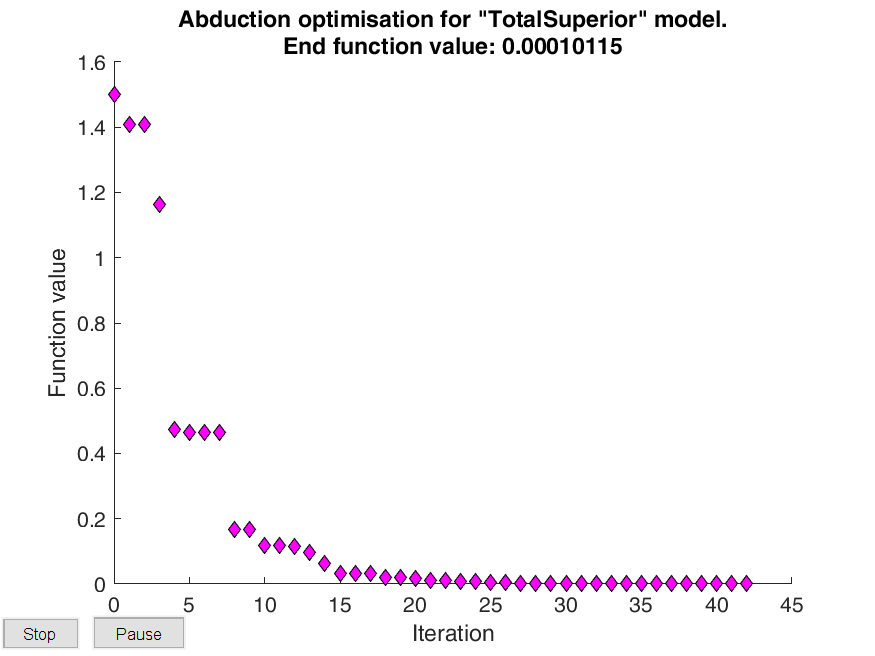 Abduction optimisation for "TotalSuperior" model.
End function value: 0.00010115
1.6
1.4
1.2
1
0.8
0.6
0.4
0.2
0
Function value
0 5 10 15 20 25 30 35 40 45
Iteration
Stop
Pause